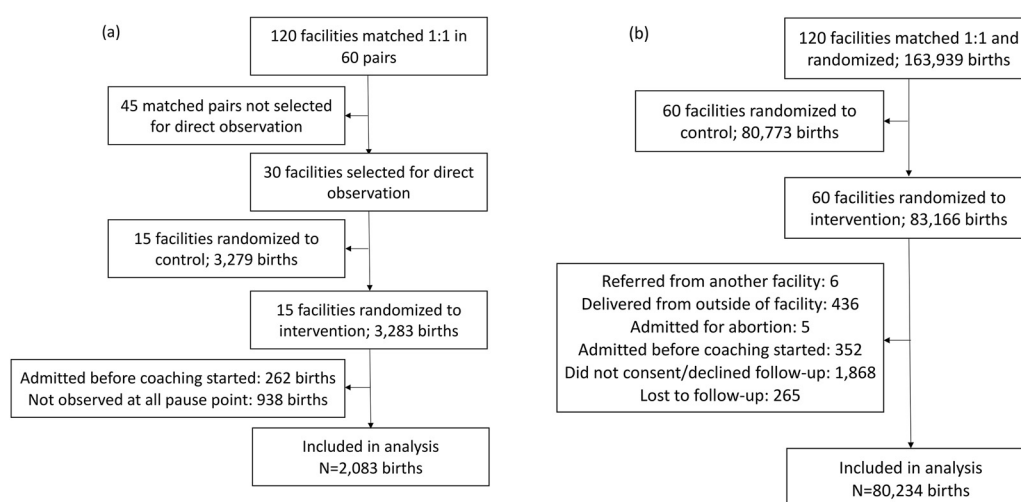 (a)
120 facilities matched 1:1 in
60 pairs
45 matched pairs not selected
for direct observation
30 facilities selected for direct
observation
15 facilities randomized to
control; 3,279 births
15 facilities randomized to
intervention; 3,283 births
Admitted before coaching started: 262 births
Not observed at all pause point: 938 births
Included in analysis
N=2,083 births
(b)
120 facilities matched 1:1 and
randomized; 163,939 births
60 facilities randomized to
control; 80,773 births
60 facilities randomized to
intervention; 83,166 births
Referred from another facility: 6
Delivered from outside of facility: 436
Admitted for abortion: 5
Admitted before coaching started: 352
Did not consent/declined follow-up: 1,868
Lost to follow-up: 265
Included in analysis
N=80,234 births